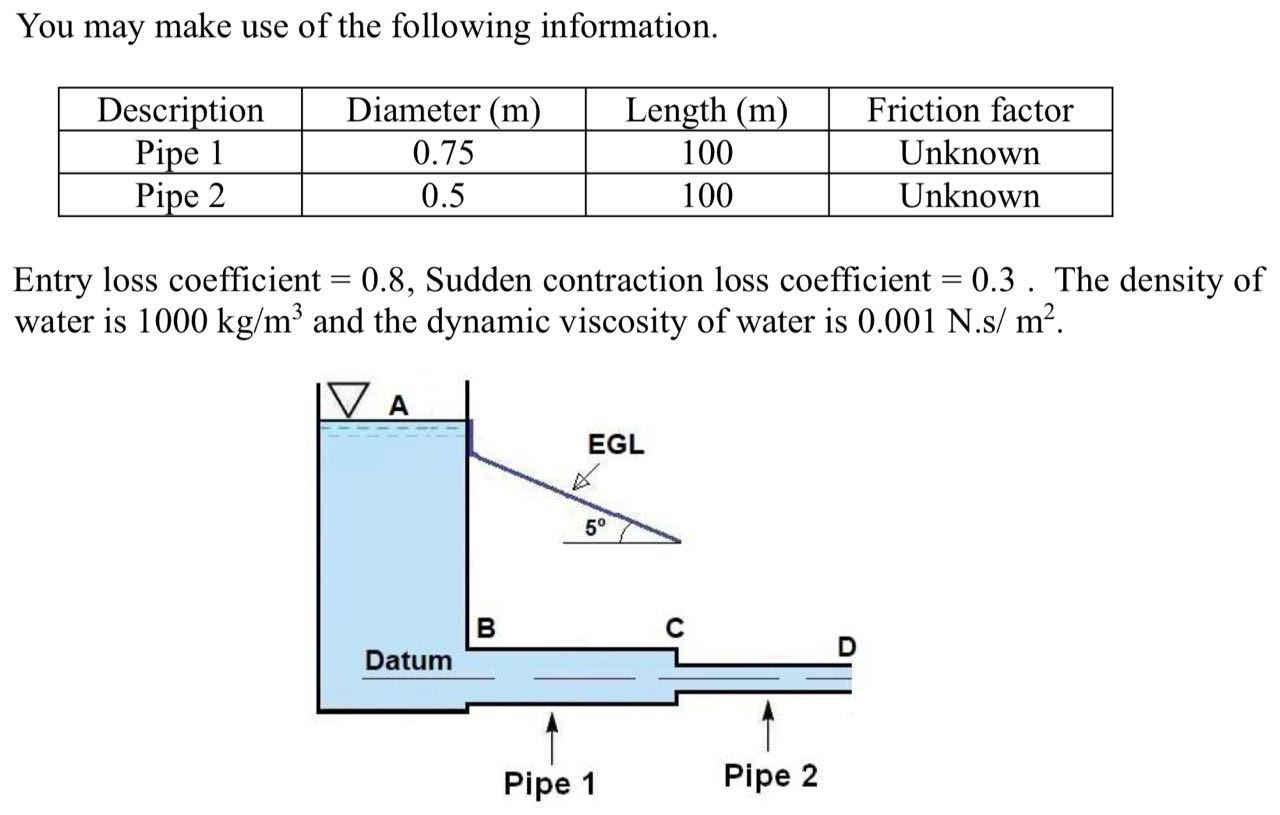 You may make use of the following information.
Description Diameter (m) Length (m) Friction factor
Pipe 1 0.75 100 Unknown
Pipe 2 0.5 100 Unknown
Entry loss coefficient = 0.8, Sudden contraction loss coefficient = 0.3 . The density of
water is 1000 kg/m³ and the dynamic viscosity of water is 0.001 N.s/ m².
A
EGL
5º
B
C
D
Datum
Pipe 1
Pipe 2